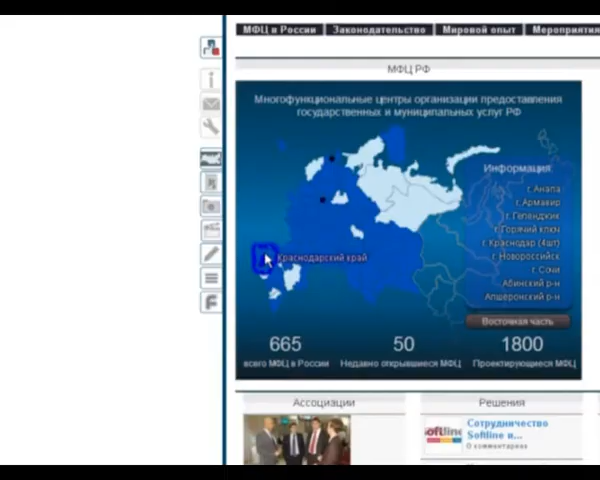 МФЦ в России Законодательство Мировой опыт Мероприятия
МФЦ РФ
Многофункциональные центры организации предоставления
государственных и муниципальных услуг РФ
Информация:
г. Анапа
г. Армавир
г. Геленджик
г. Горячий ключ
г. Краснодар (4шт)
г. Новороссийск
г. Сочи
Абинский р-н
Апшеронский р-н
Краснодарский край
Восточная часть
665 50 1800
всего МФЦ в России Недавно открывшиеся МФЦ Проектирующиеся МФЦ
Ассоциации Решения
softline
Сотрудничество
Softline и...
0 комментариев